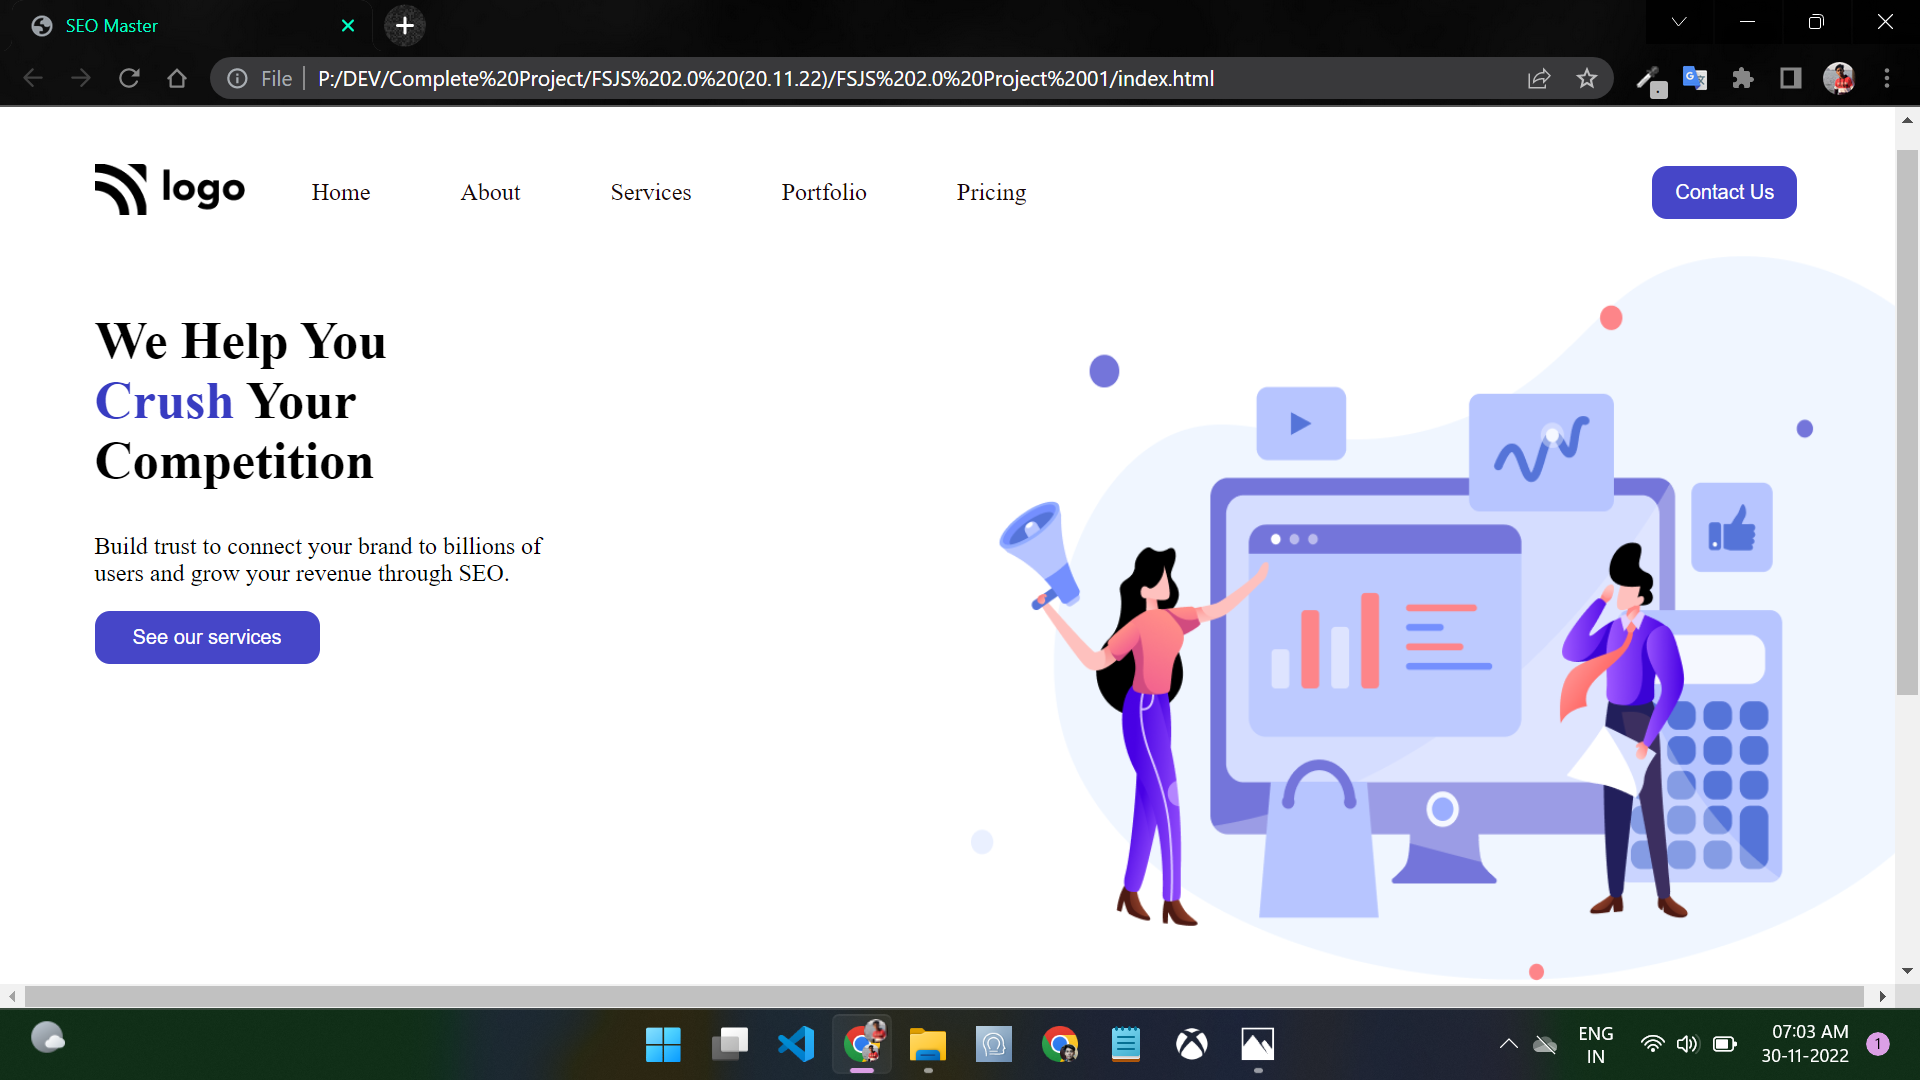 SEO Master
File
P:/DEV/Complete%20Project/FSJS%202.0%20(20.11.22)/FSJS%202.0%20Project%2001/index.html
logo
Home
About
Services
Portfolio
Pricing
Contact Us
We Help You
Crush Your
Competition
Build trust to connect your brand to billions of
users and grow your revenue through SEO.
See our services
ENG
IN
07:03 AM
30-11-2022
1